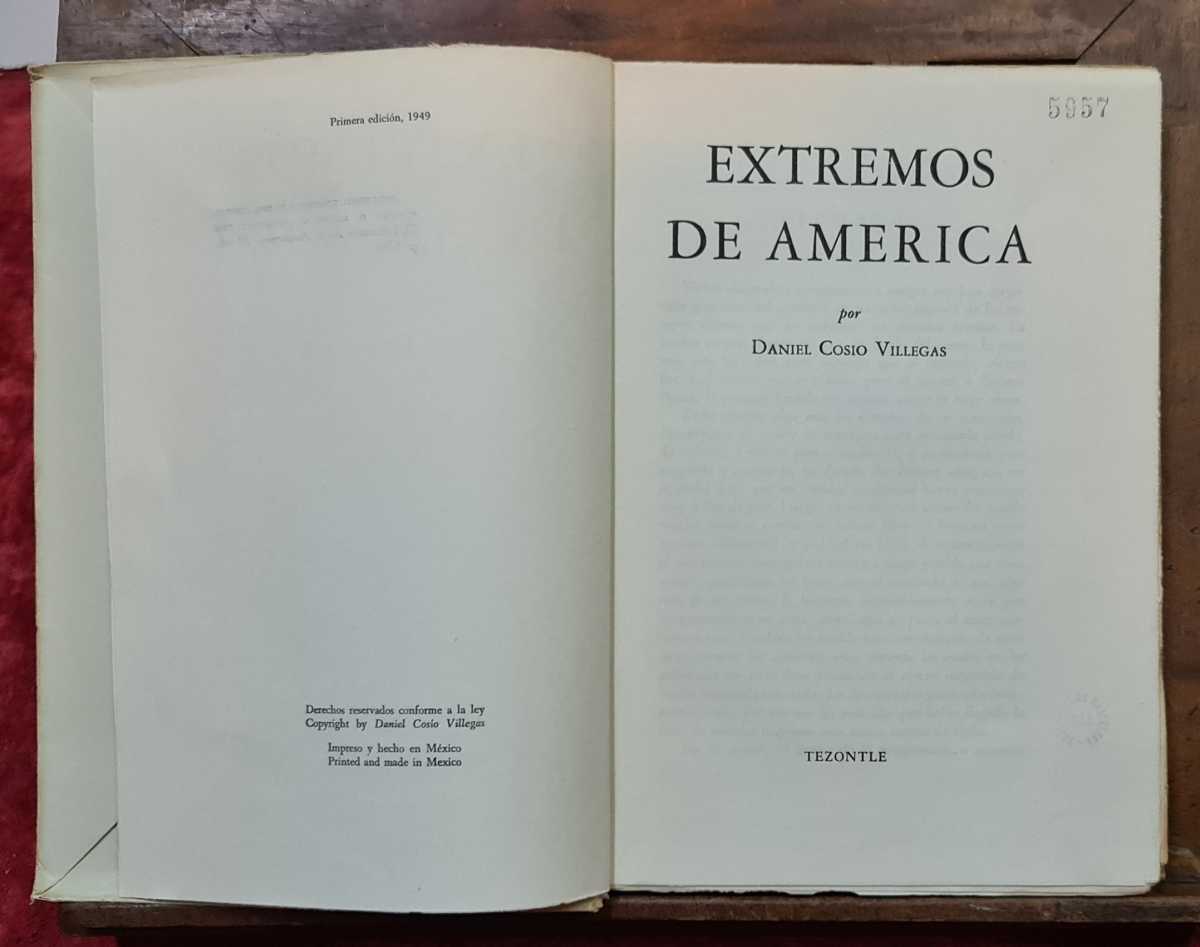 Primera edición, 1949
Derechos reservados conforme a la ley
Copyright by Daniel Cosío Villegas
Impreso y hecho en México
Printed and made in Mexico
5957
EXTREMOS
DE AMERICA
por
DANIEL COSIO VILLEGAS
TEZONTLE